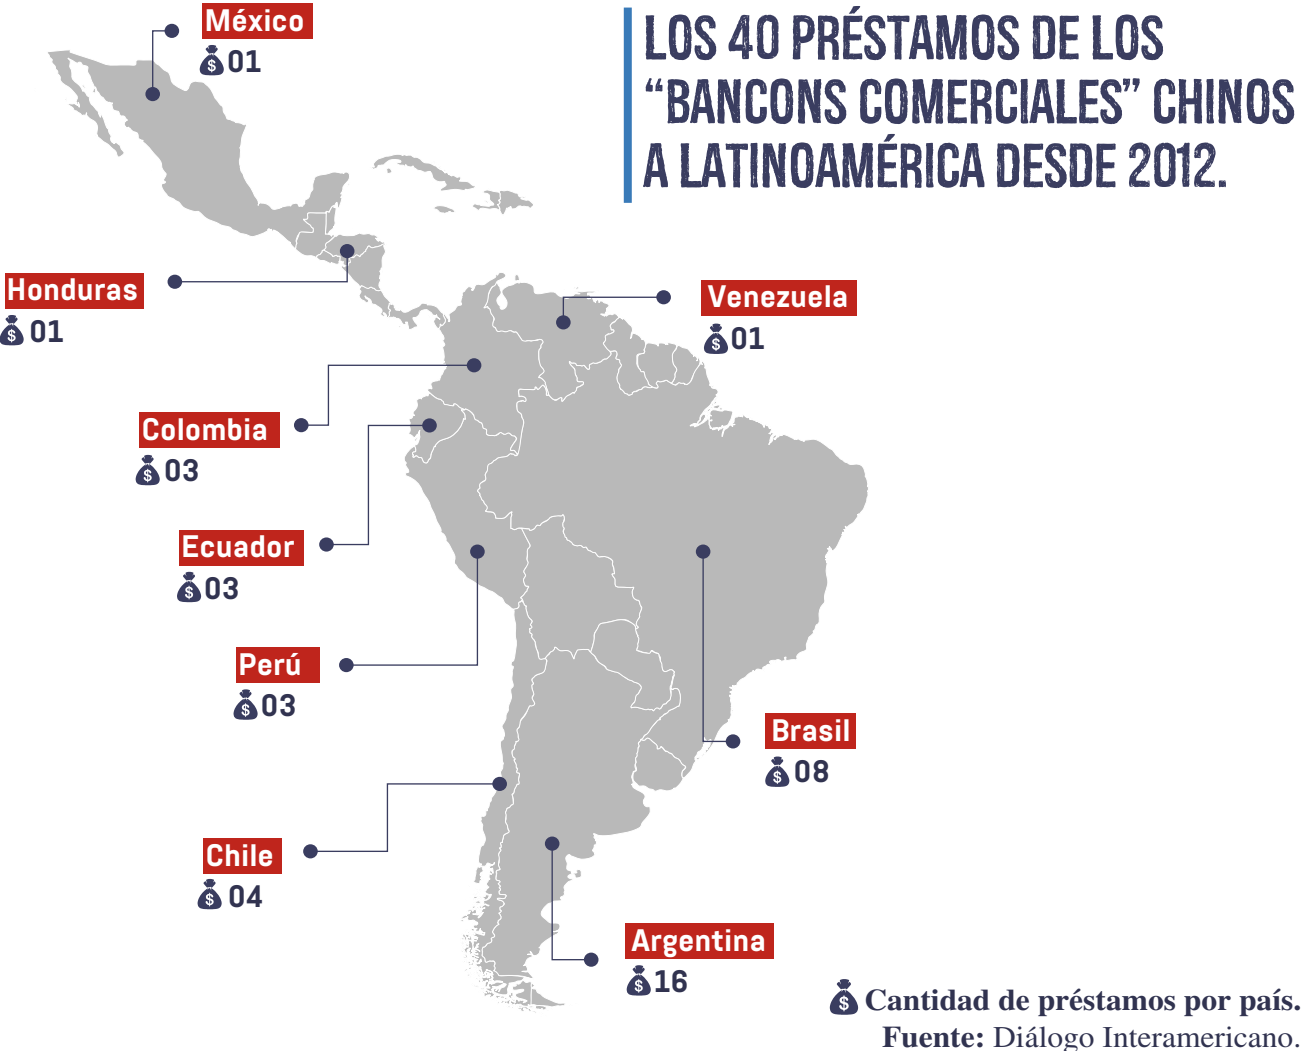 LOS 40 PRÉSTAMOS DE LOS
“BANCONS COMERCIALES” CHINOS
A LATINOAMÉRICA DESDE 2012.
México
$ 01
Honduras
$ 01
Venezuela
$ 01
Colombia
$ 03
Ecuador
$ 03
Perú
$ 03
Brasil
$ 08
Chile
$ 04
Argentina
$ 16
$ Cantidad de préstamos por país.
Fuente: Diálogo Interamericano.